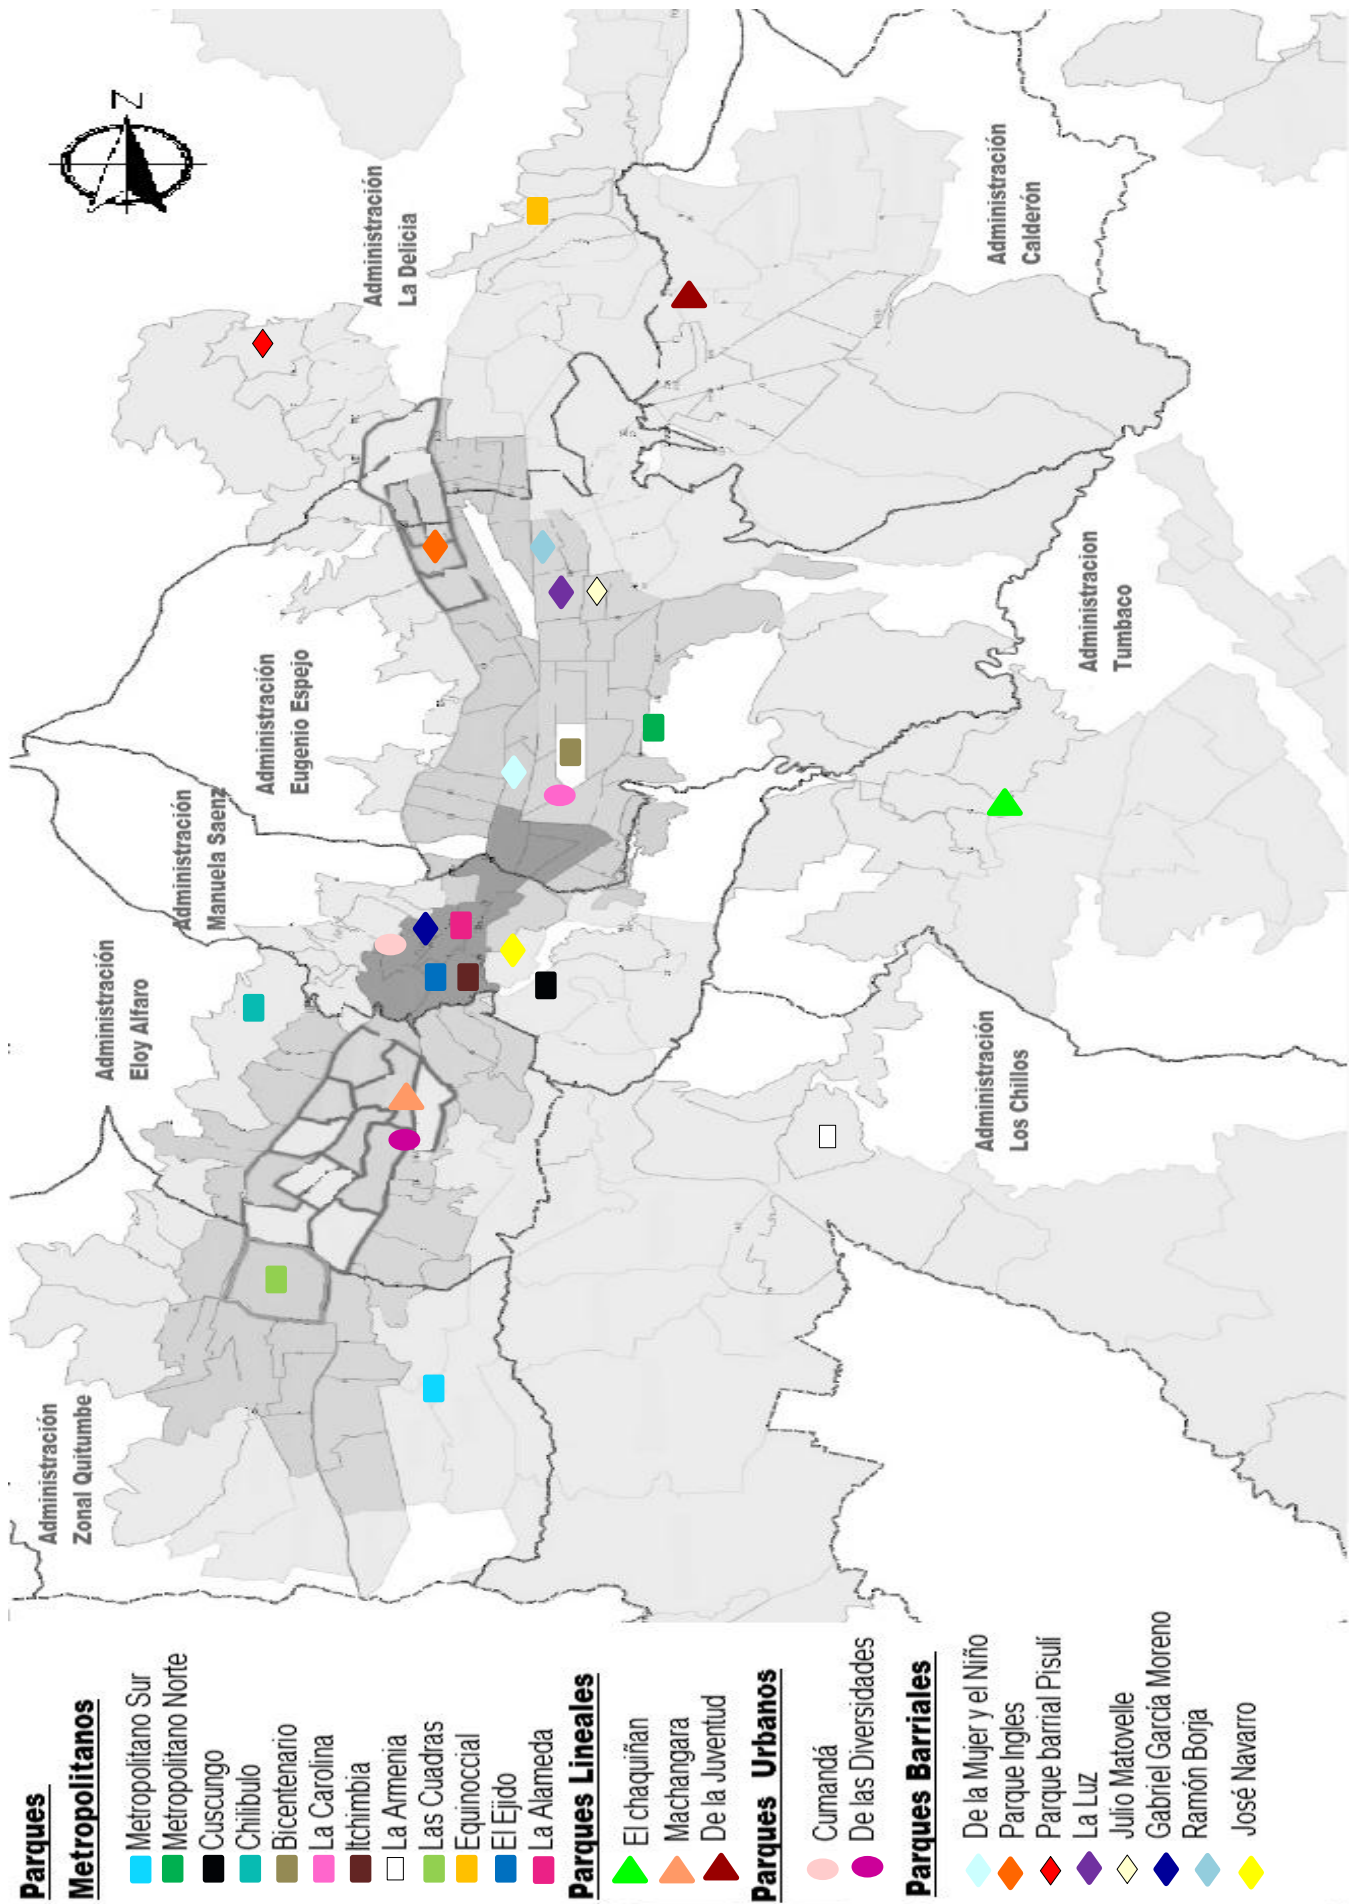 Administración
Zonal Quitumbe
Administración
Eloy Alfaro
Administración
Manuela Saenz
Administración
Eugenio Espejo
Administración
La Delicia
N
Administración
Los Chillos
Administracion
Tumbaco
Administración
Calderón
Parques
Metropolitanos
Metropolitano Sur
Metropolitano Norte
Cuscungo
Chilibulo
Bicentenario
La Carolina
Itchimbia
La Armenia
Las Cuadras
Equinoccial
El Ejido
La Alameda
Parques Lineales
El chaquiñan
Machangara
De la Juventud
Parques Urbanos
Cumandá
De las Diversidades
Parques Barriales
De la Mujer y el Niño
Parque Ingles
Parque barrial Pisulí
La Luz
Julio Matovelle
Gabriel García Moreno
Ramón Borja
José Navarro